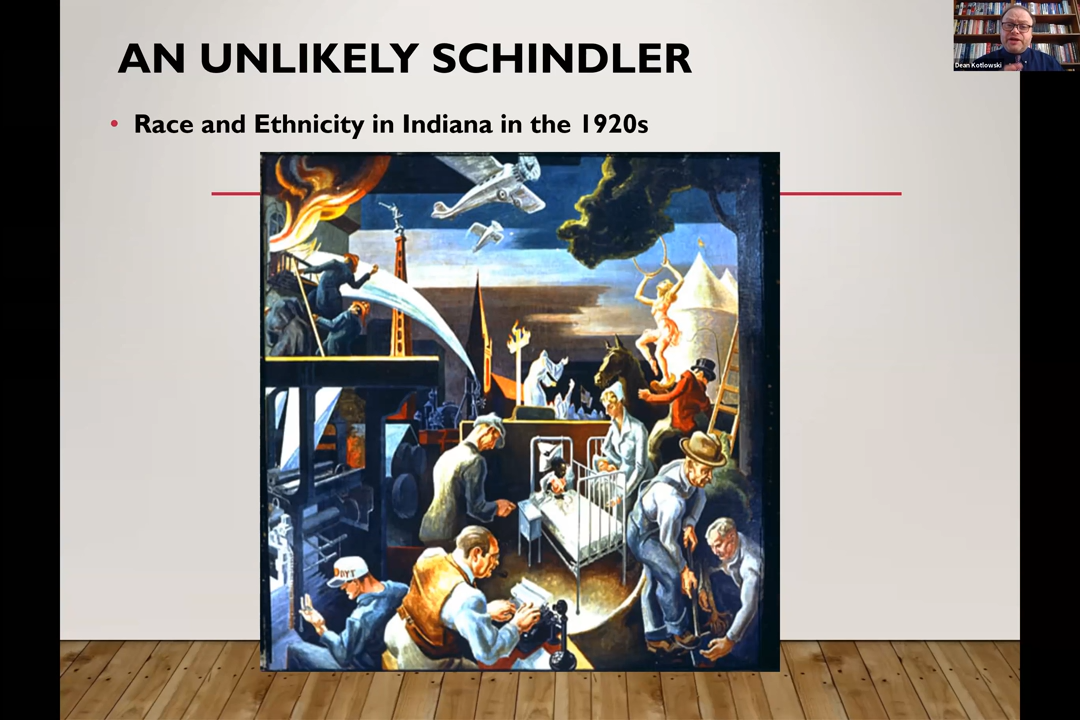 AN UNLIKELY SCHINDLER
Dean Kotlowski
• Race and Ethnicity in Indiana in the 1920s